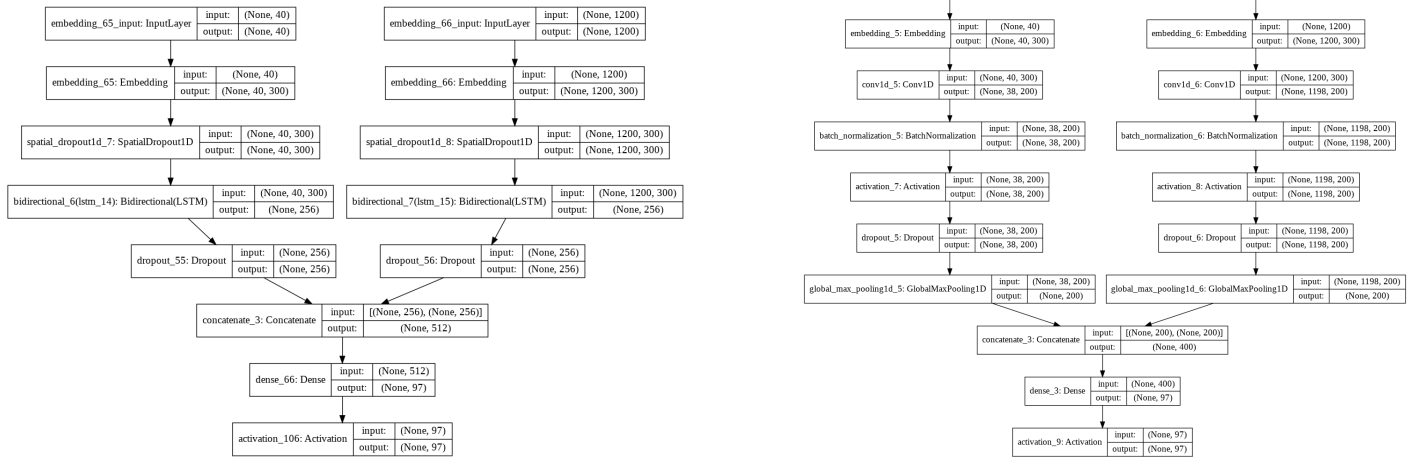 embedding_65_input: InputLayer
input: (None, 40)
output: (None, 40)
embedding_66_input: InputLayer
input: (None, 1200)
output: (None, 1200)
embedding_65: Embedding
input: (None, 40)
output: (None, 40, 300)
embedding_66: Embedding
input: (None, 1200)
output: (None, 1200, 300)
spatial_dropout1d_7: SpatialDropout1D
input: (None, 40, 300)
output: (None, 40, 300)
spatial_dropout1d_8: SpatialDropout1D
input: (None, 1200, 300)
output: (None, 1200, 300)
bidirectional_6(lstm_14): Bidirectional(LSTM)
input: (None, 40, 300)
output: (None, 256)
bidirectional_7(lstm_15): Bidirectional(LSTM)
input: (None, 1200, 300)
output: (None, 256)
dropout_55: Dropout
input: (None, 256)
output: (None, 256)
dropout_56: Dropout
input: (None, 256)
output: (None, 256)
concatenate_3: Concatenate
input: [(None, 256), (None, 256)]
output: (None, 512)
dense_66: Dense
input: (None, 512)
output: (None, 97)
activation_106: Activation
input: (None, 97)
output: (None, 97)
embedding_5: Embedding
input: (None, 40)
output: (None, 40, 300)
embedding_6: Embedding
input: (None, 1200)
output: (None, 1200, 300)
conv1d_5: Conv1D
input: (None, 40, 300)
output: (None, 38, 200)
conv1d_6: Conv1D
input: (None, 1200, 300)
output: (None, 1198, 200)
batch_normalization_5: BatchNormalization
input: (None, 38, 200)
output: (None, 38, 200)
batch_normalization_6: BatchNormalization
input: (None, 1198, 200)
output: (None, 1198, 200)
activation_7: Activation
input: (None, 38, 200)
output: (None, 38, 200)
activation_8: Activation
input: (None, 1198, 200)
output: (None, 1198, 200)
dropout_5: Dropout
input: (None, 38, 200)
output: (None, 38, 200)
dropout_6: Dropout
input: (None, 1198, 200)
output: (None, 1198, 200)
global_max_pooling1d_5: GlobalMaxPooling1D
input: (None, 38, 200)
output: (None, 200)
global_max_pooling1d_6: GlobalMaxPooling1D
input: (None, 1198, 200)
output: (None, 200)
concatenate_3: Concatenate
input: [(None, 200), (None, 200)]
output: (None, 400)
dense_3: Dense
input: (None, 400)
output: (None, 97)
activation_9: Activation
input: (None, 97)
output: (None, 97)